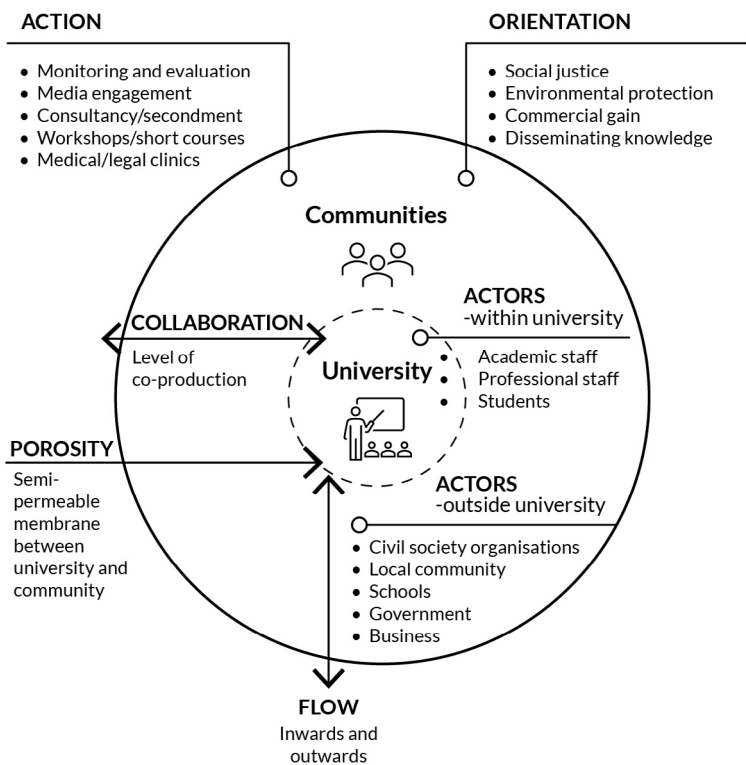 ACTION
• Monitoring and evaluation
• Media engagement
• Consultancy/secondment
• Workshops/short courses
• Medical/legal clinics
ORIENTATION
• Social justice
• Environmental protection
• Commercial gain
• Disseminating knowledge
Communities
COLLABORATION
Level of
co-production
University
ACTORS
-within university
• Academic staff
• Professional staff
• Students
POROSITY
Semi-
permeable
membrane
between
university and
community
ACTORS
-outside university
• Civil society organisations
• Local community
• Schools
• Government
• Business
FLOW
Inwards and
outwards